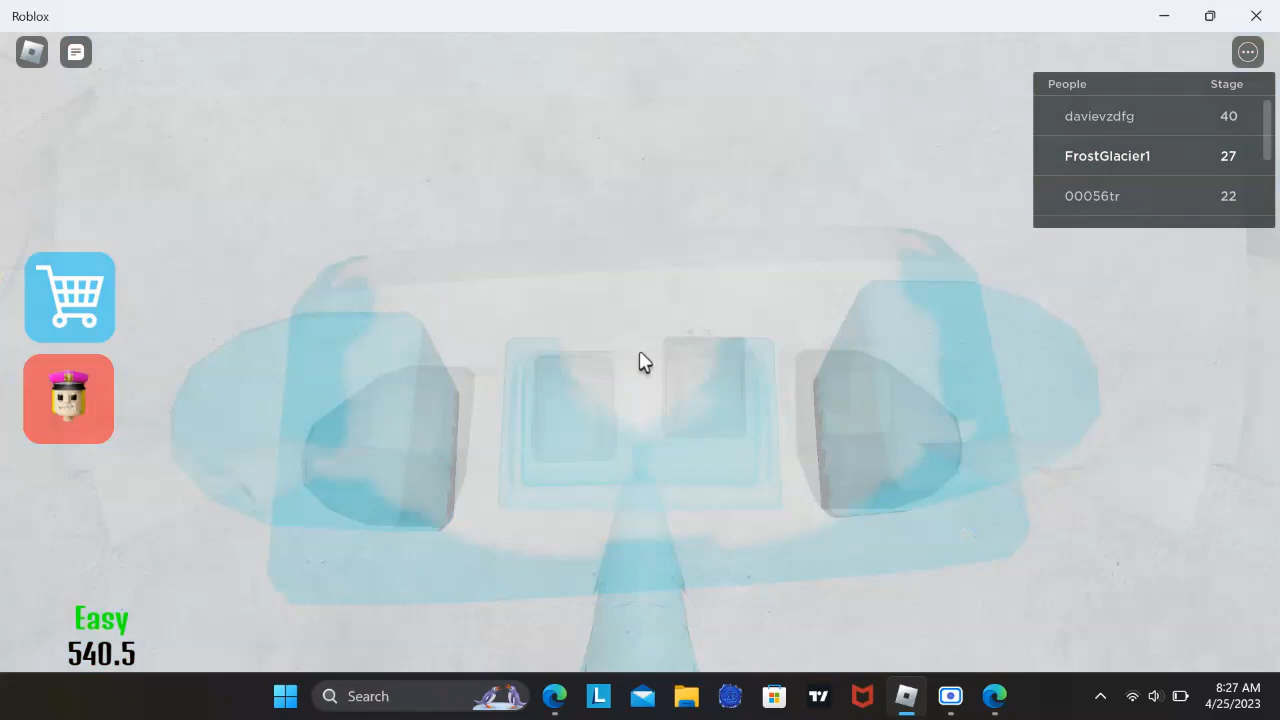 Roblox
People Stage
davievzdfg 40
FrostGlacier1 27
00056tr 22
Easy
540.5
Search
8:27 AM
4/25/2023